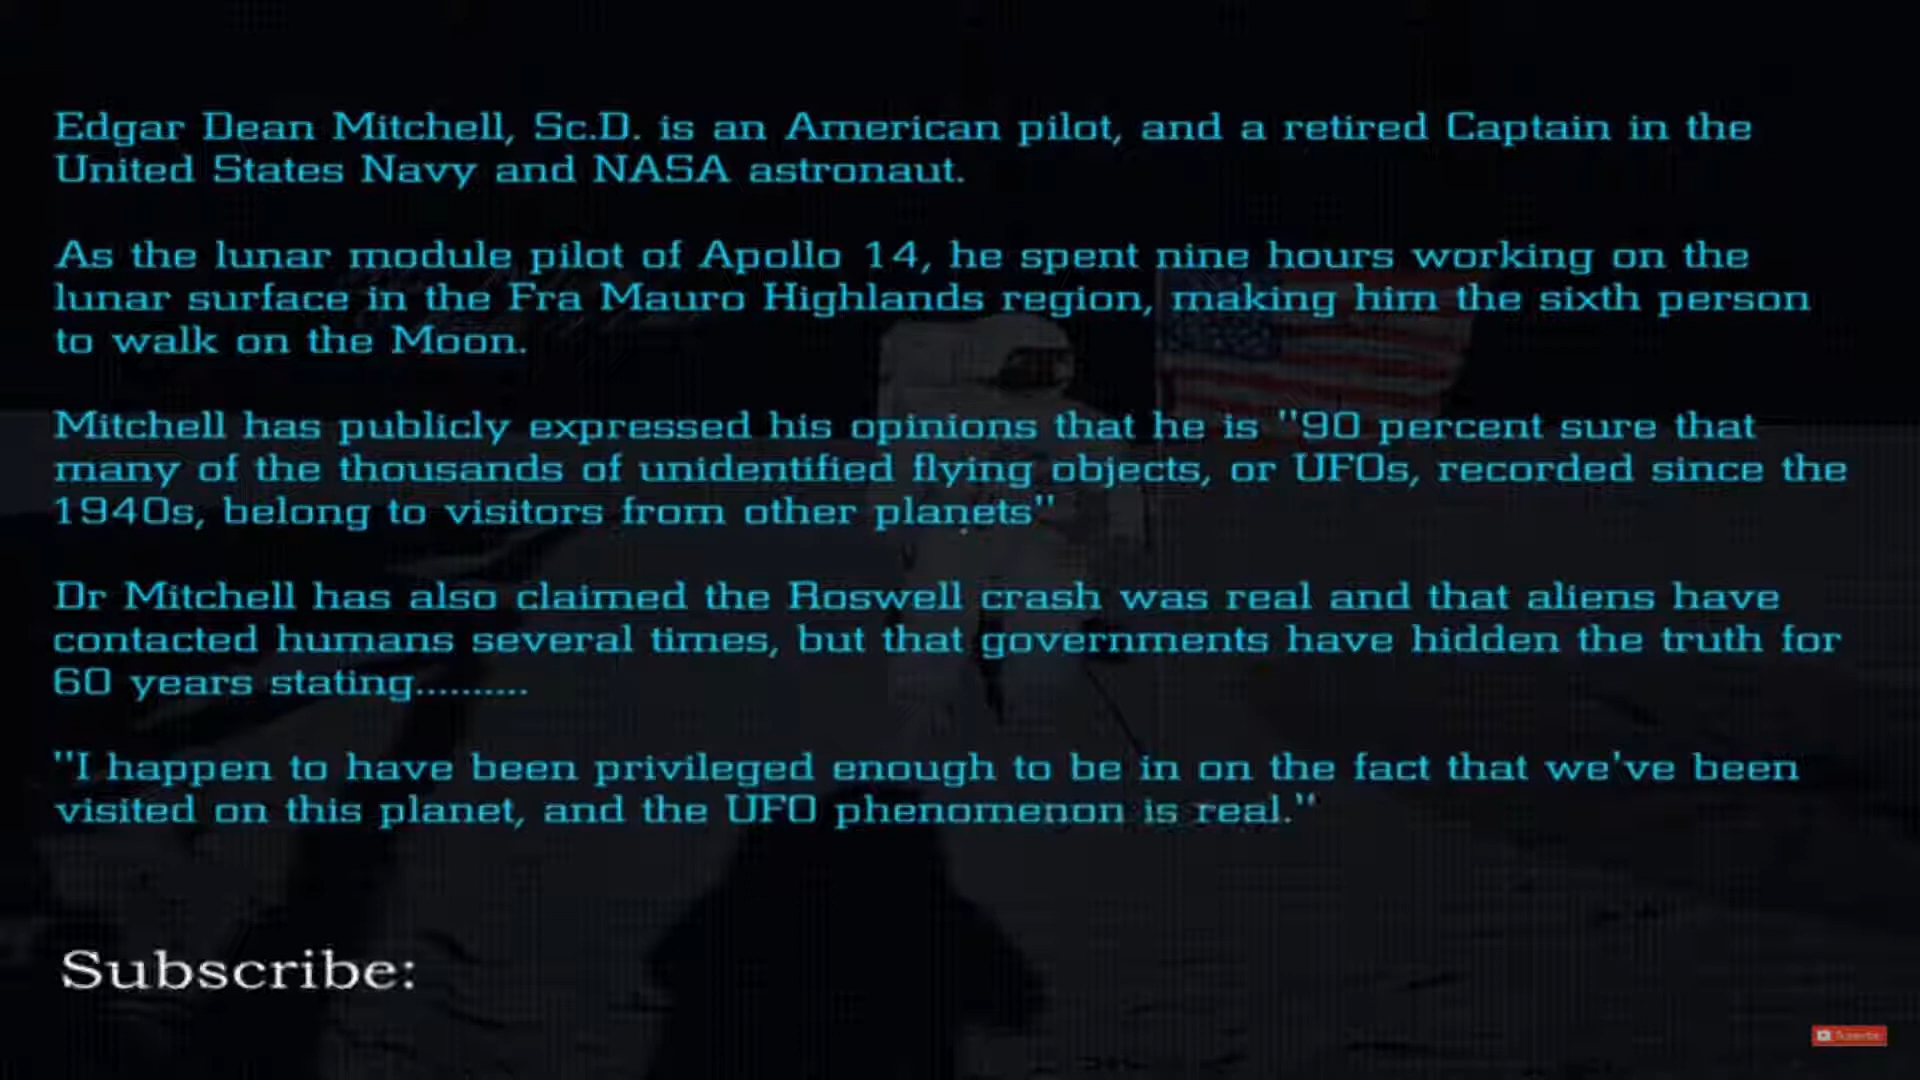 Edgar Dean Mitchell, Sc.D. is an American pilot, and a retired Captain in the
United States Navy and NASA astronaut.
As the lunar module pilot of Apollo 14, he spent nine hours working on the
lunar surface in the Fra Mauro Highlands region, making him the sixth person
to walk on the Moon.
Mitchell has publicly expressed his opinions that he is "90 percent sure that
many of the thousands of unidentified flying objects, or UFOs, recorded since the
1940s, belong to visitors from other planets"
Dr Mitchell has also claimed the Roswell crash was real and that aliens have
contacted humans several times, but that governments have hidden the truth for
60 years stating..........
"I happen to have been privileged enough to be in on the fact that we've been
visited on this planet, and the UFO phenomenon is real."
Subscribe: